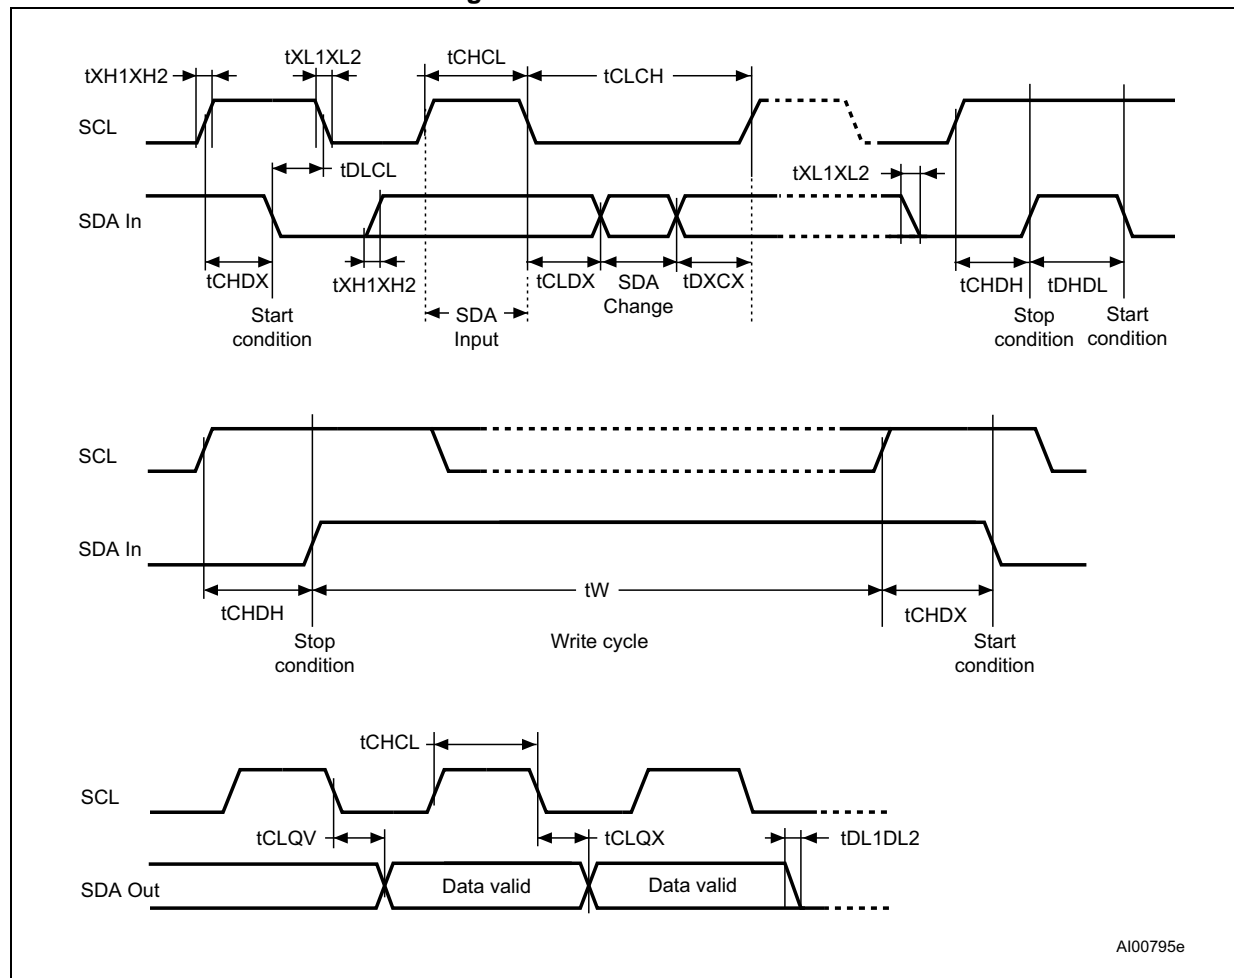 tXH1XH2
tXL1XL2
tCHCL
tCLCH
SCL
tDLCL
tXL1XL2
SDA In
tCHDX
tXH1XH2
tCLDX
SDA
Change
tDXCX
tCHDH
tDHDL
Start
condition
SDA
Input
Stop
condition
Start
condition
SCL
SDA In
tCHDH
tW
tCHDX
Stop
condition
Write cycle
Start
condition
tCHCL
SCL
tCLQV
tCLQX
tDL1DL2
SDA Out
Data valid
Data valid
AI00795e